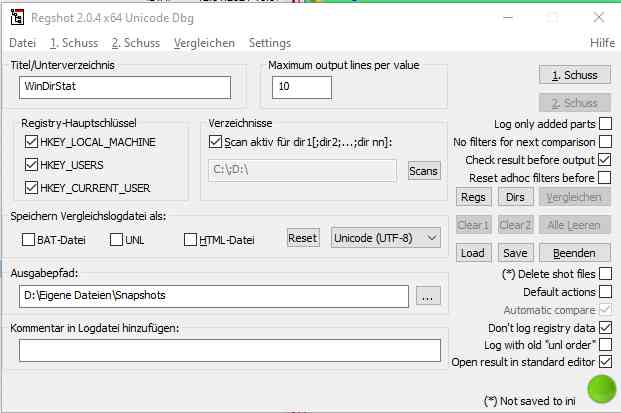 Regshot 2.0.4 x64 Unicode Dbg
Datei 1. Schuss 2. Schuss Vergleichen Settings Hilfe
Titel/Unterverzeichnis
WinDirStat
Maximum output lines per value
10
1. Schuss
2. Schuss
Registry-Hauptschlüssel
HKEY_LOCAL_MACHINE
HKEY_USERS
HKEY_CURRENT_USER
Verzeichnisse
Scan aktiv für dir1[;dir2;...;dir nn]:
C:\;D:\
Scans
Log only added parts
No filters for next comparison
Check result before output
Reset adhoc filters before
Regs Dirs Vergleichen
Clear1 Clear2 Alle Leeren
Load Save Beenden
Speichern Vergleichslogdatei als:
BAT-Datei UNL HTML-Datei Reset Unicode (UTF-8)
Ausgabepfad:
D:\Eigene Dateien\Snapshots
...
Kommentar in Logdatei hinzufügen:
(*) Delete shot files
Default actions
Automatic compare
Don't log registry data
Log with old "unl order"
Open result in standard editor
(*) Not saved to ini